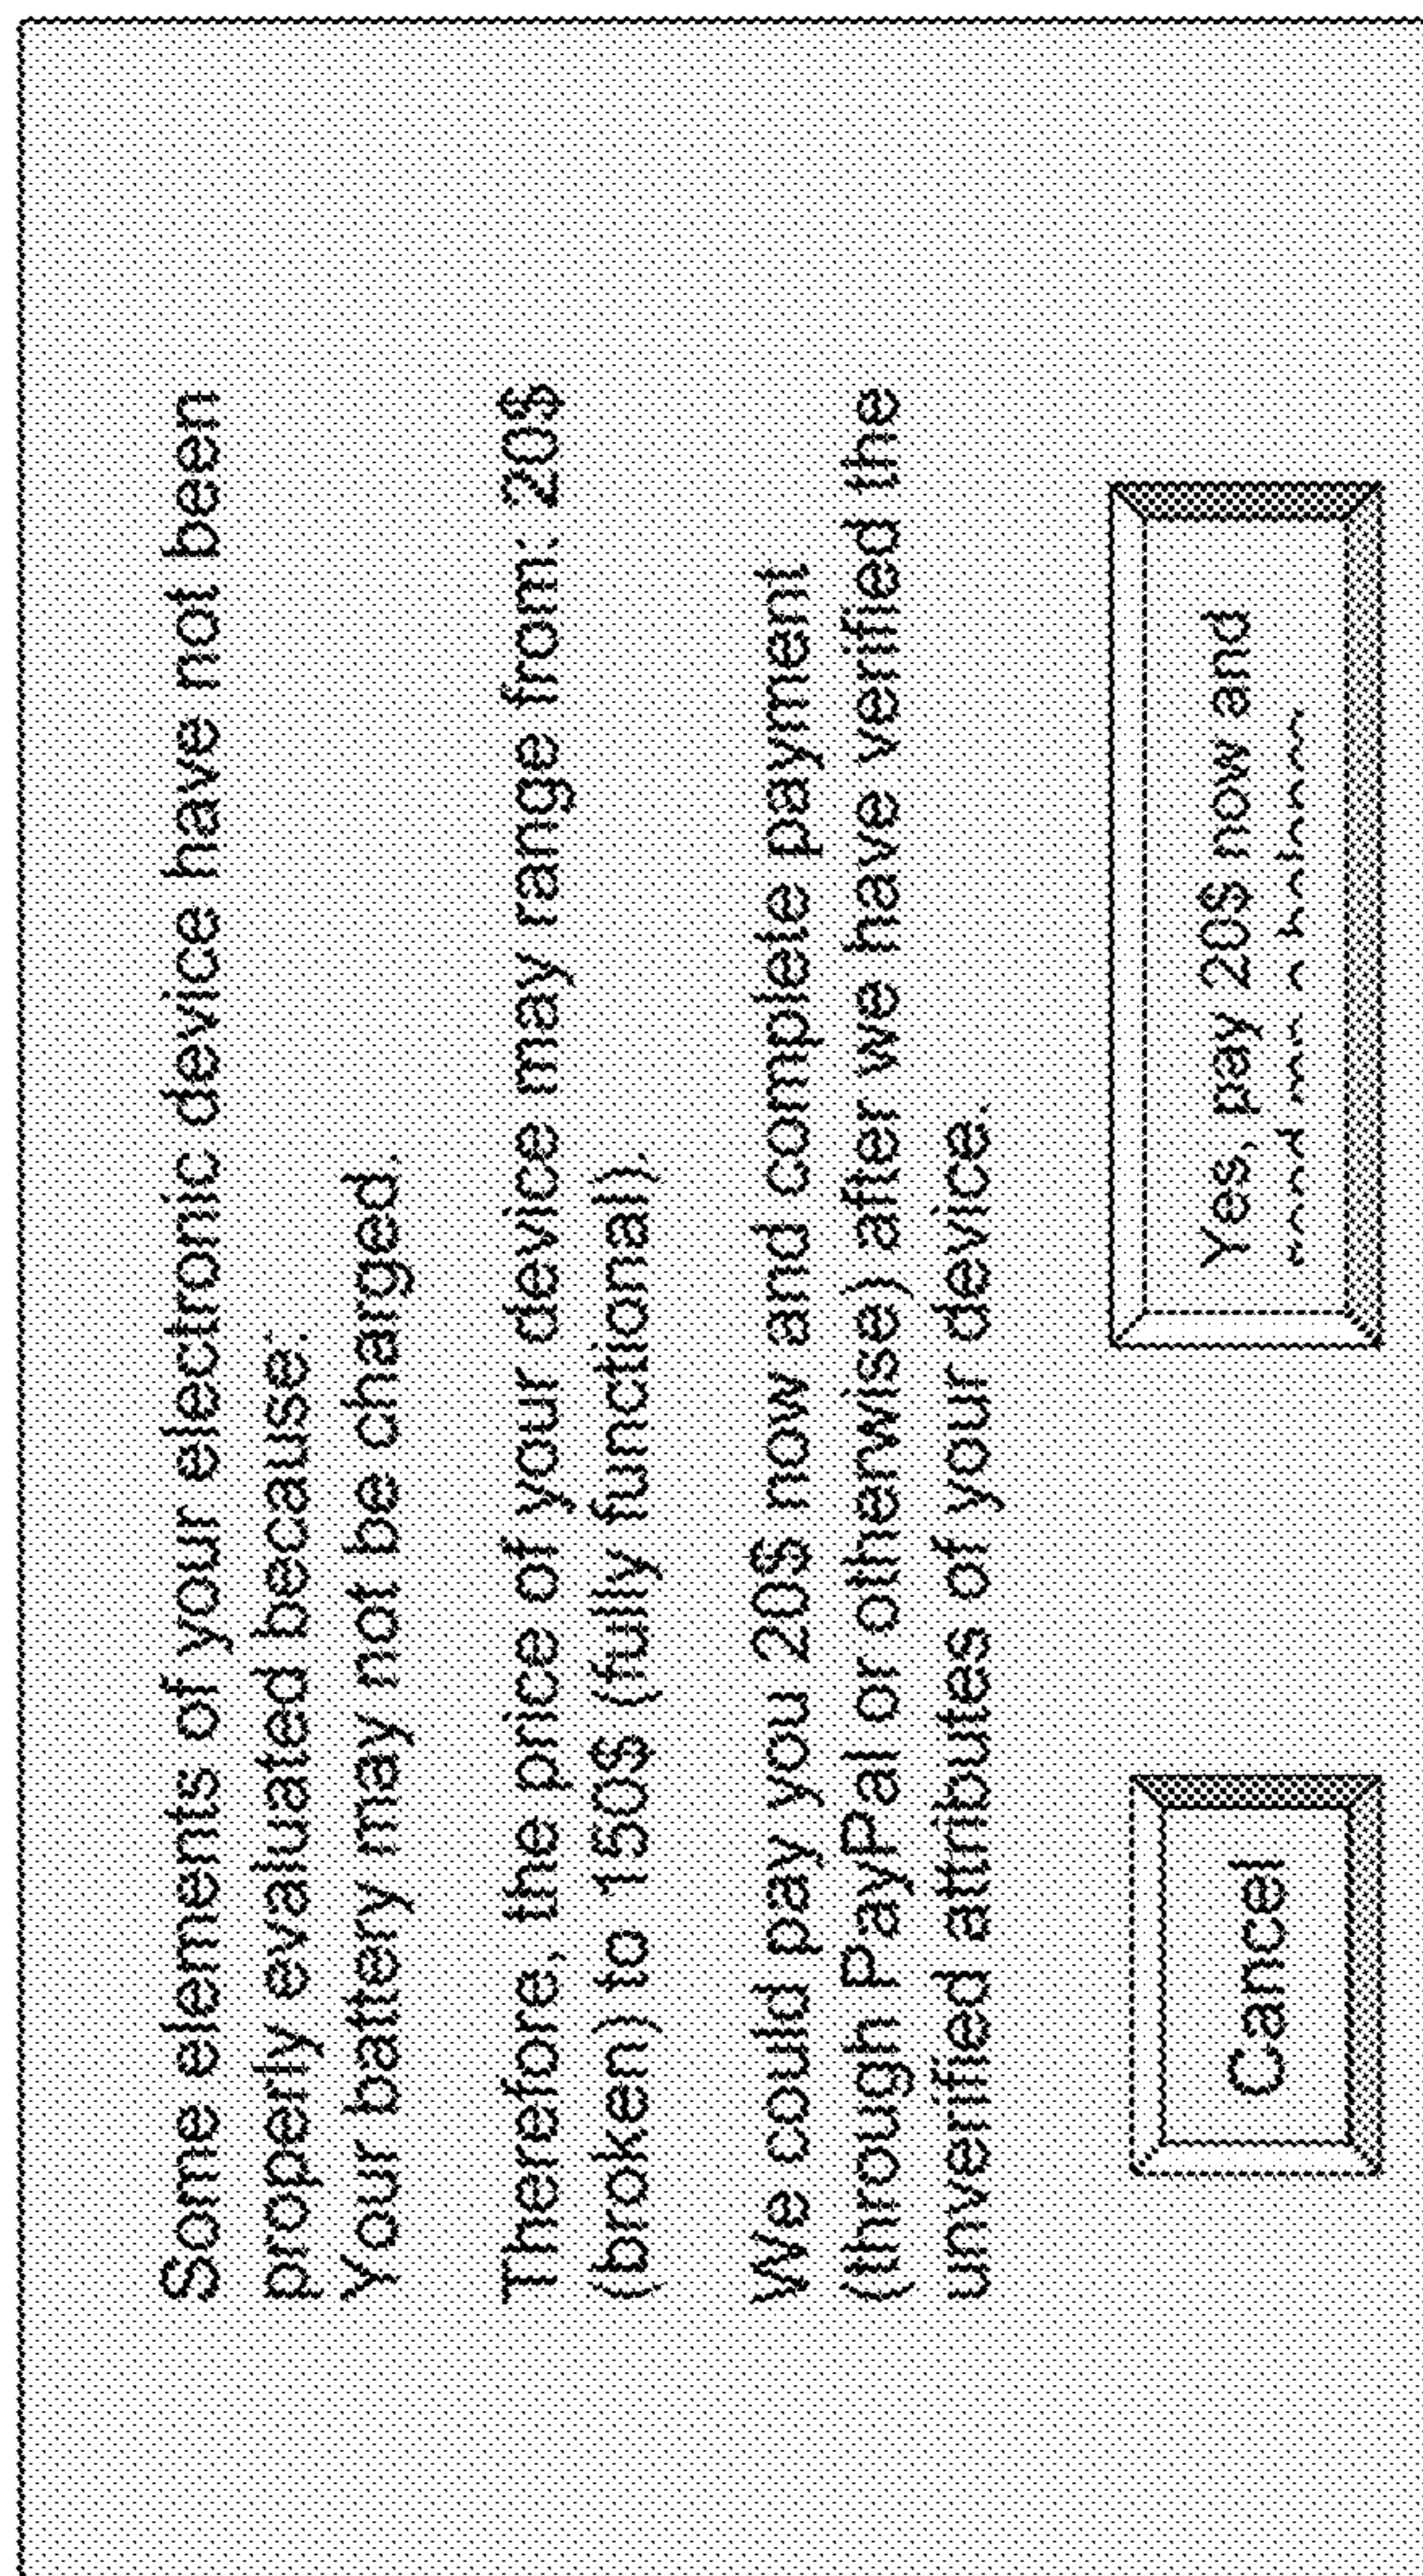 Some elements of your electronic device have not been
properly evaluated because:
Your battery may not be charged.
Therefore, the price of your device may range from: 20$
(broken) to 150$ (fully functional).
We could pay you 20$ now and complete payment
(through PayPal or otherwise) after we have verified the
unverified attributes of your device.
Cancel
Yes, pay 20$ now and